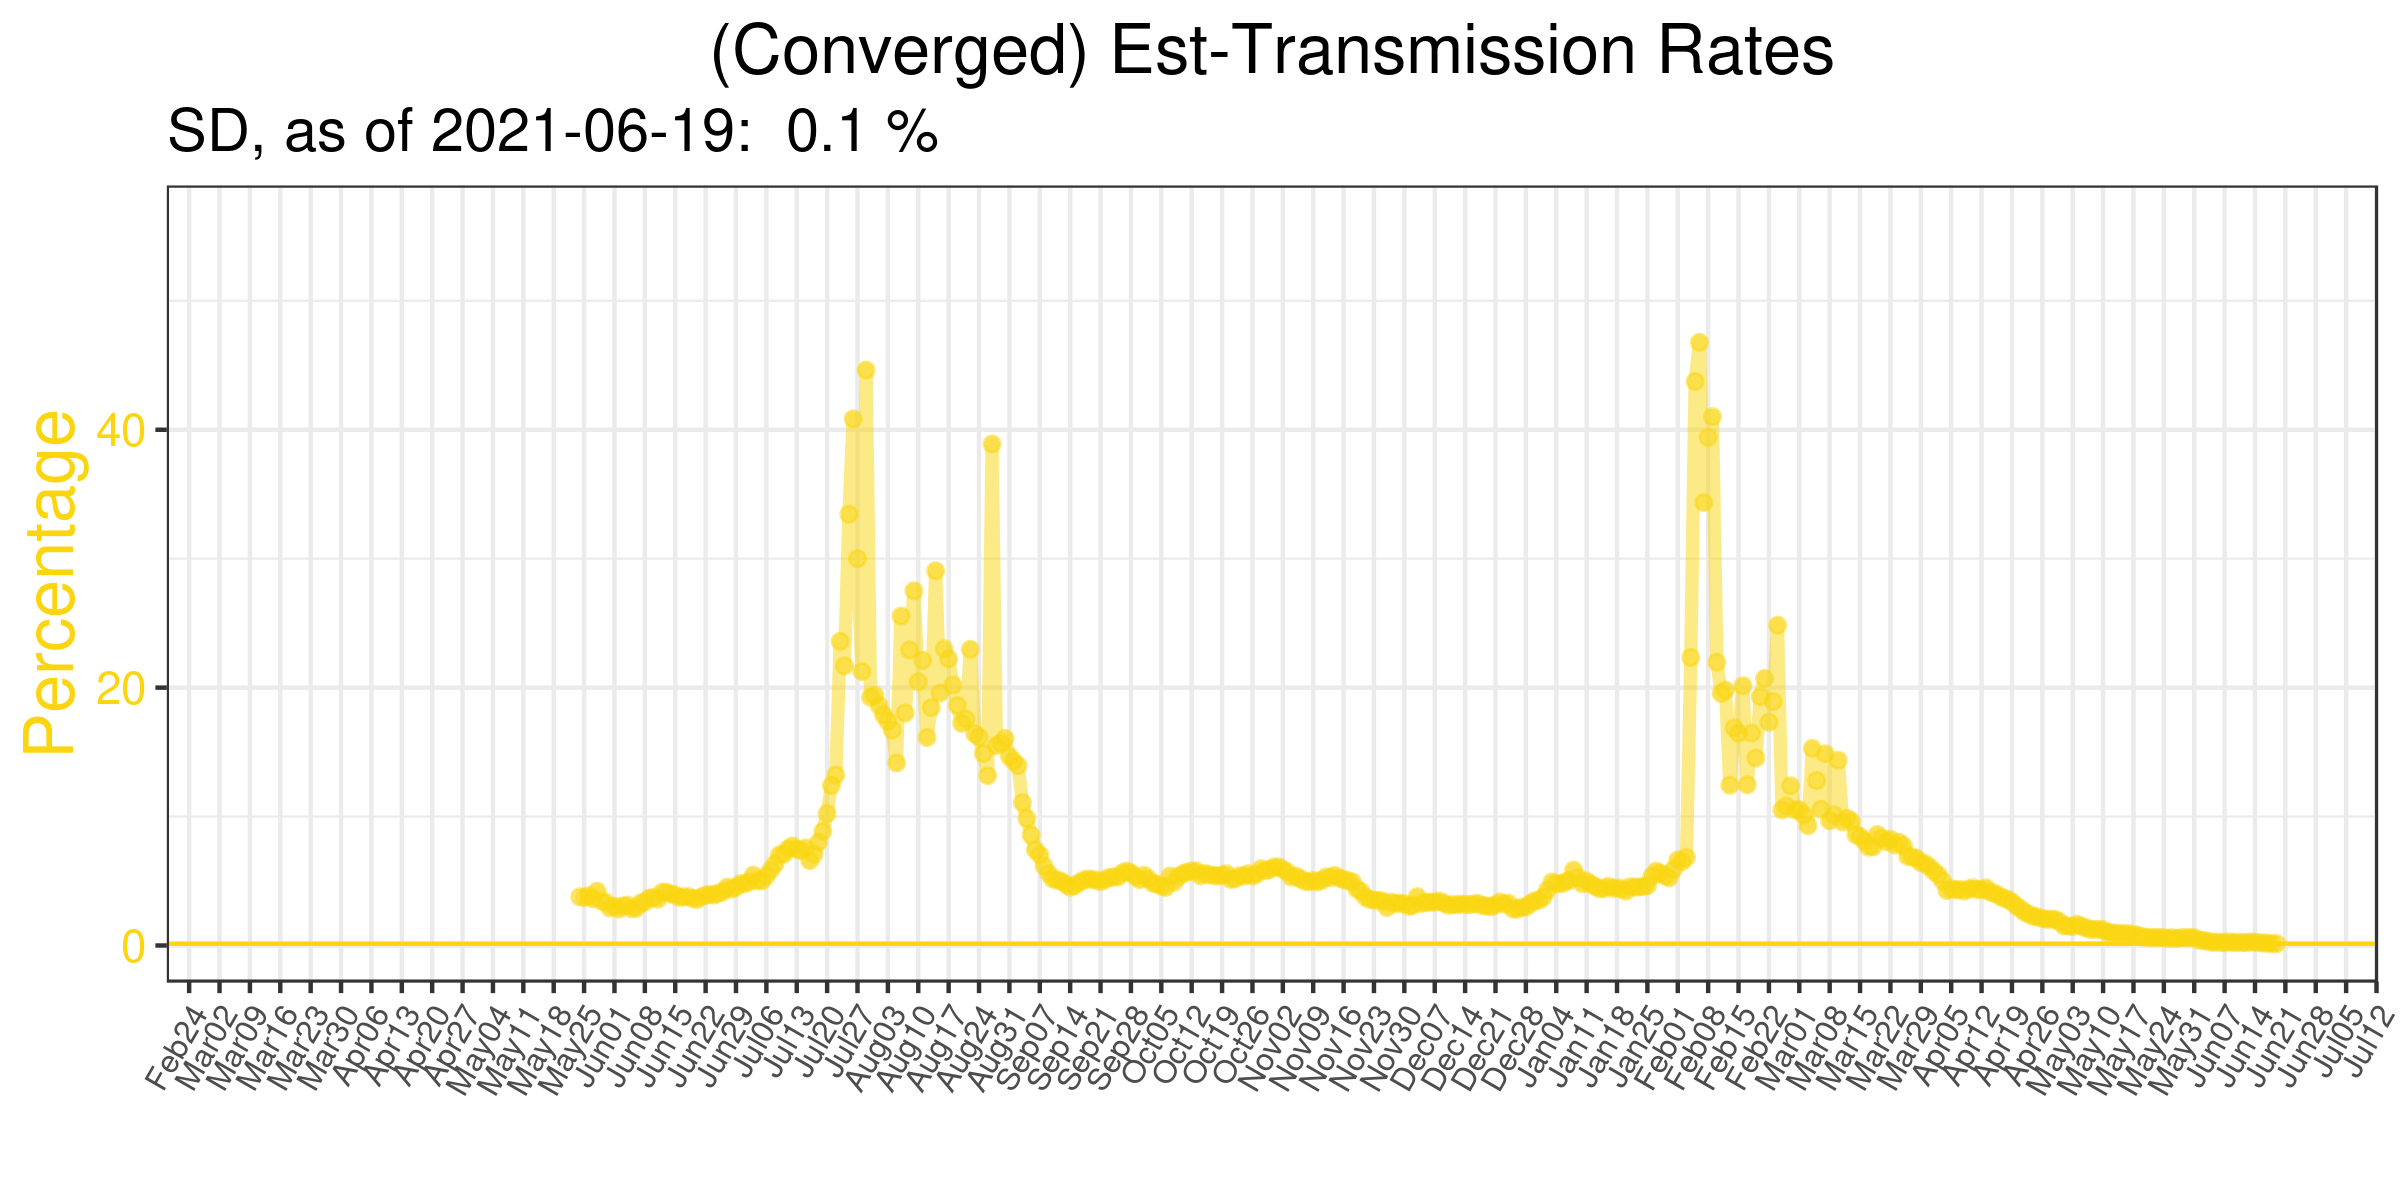 (Converged) Est-Transmission Rates
SD, as of 2021-06-19: 0.1 %
Percentage
40
20
0
Feb24
Mar02
Mar09
Mar16
Mar23
Mar30
Apr06
Apr13
Apr20
Apr27
May04
May11
May18
May25
Jun01
Jun08
Jun15
Jun22
Jun29
Jul06
Jul13
Jul20
Jul27
Aug03
Aug10
Aug17
Aug24
Aug31
Sep07
Sep14
Sep21
Sep28
Oct05
Oct12
Oct19
Oct26
Nov02
Nov09
Nov16
Nov23
Nov30
Dec07
Dec14
Dec21
Dec28
Jan04
Jan11
Jan18
Jan25
Feb01
Feb08
Feb15
Feb22
Mar01
Mar08
Mar15
Mar22
Mar29
Apr05
Apr12
Apr19
Apr26
May03
May10
May17
May24
May31
Jun07
Jun14
Jun21
Jun28
Jul05
Jul12